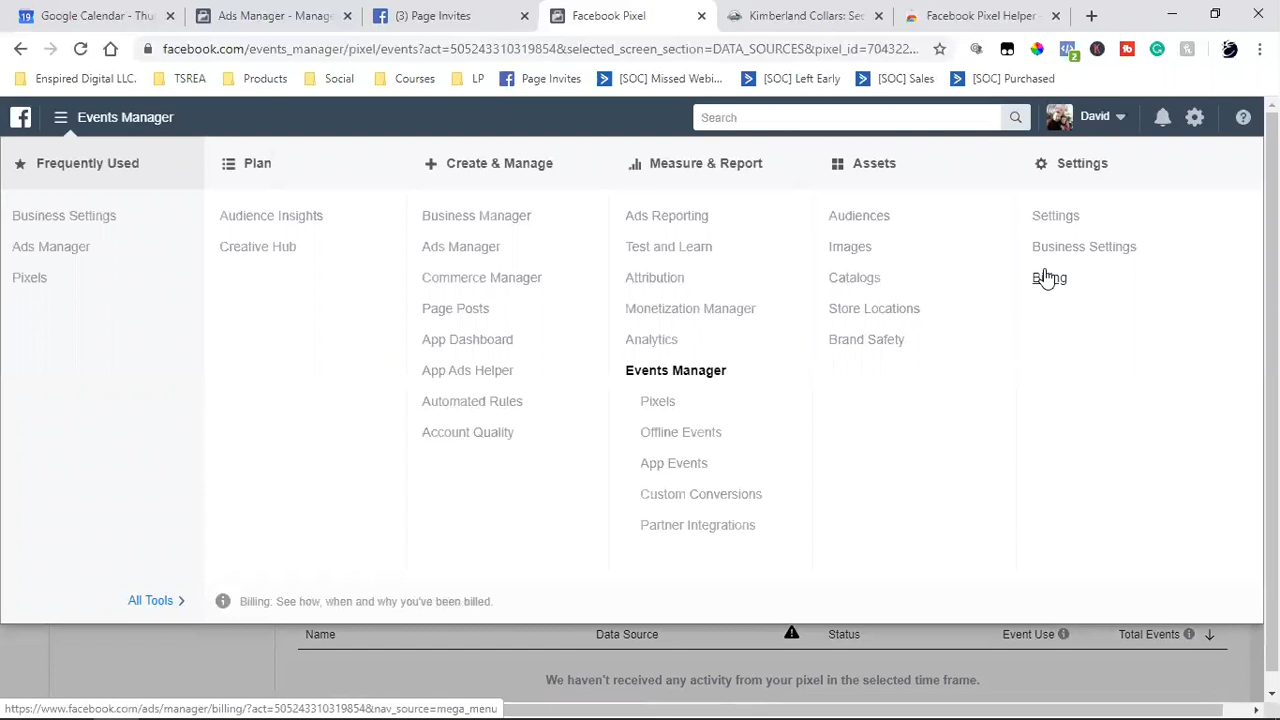 Google Calendar - Thu
Ads Manager - Manage
(3) Page Invites
Facebook Pixel
Kimberland Collars: Sec
Facebook Pixel Helper -
facebook.com/events_manager/pixel/events?act=505243310319854&selected_screen_section=DATA_SOURCES&pixel_id=704322...
2
Enspired Digital LLC.
TSREA
Products
Social
Courses
LP
Page Invites
[SOC] Missed Webi...
[SOC] Left Early
[SOC] Sales
[SOC] Purchased
Events Manager
Search
David
Frequently Used
Business Settings
Ads Manager
Pixels
All Tools
Plan
Audience Insights
Creative Hub
Create & Manage
Business Manager
Ads Manager
Commerce Manager
Page Posts
App Dashboard
App Ads Helper
Automated Rules
Account Quality
Measure & Report
Ads Reporting
Test and Learn
Attribution
Monetization Manager
Analytics
Events Manager
Pixels
Offline Events
App Events
Custom Conversions
Partner Integrations
Assets
Audiences
Images
Catalogs
Store Locations
Brand Safety
Settings
Settings
Business Settings
Billing
Billing: See how, when and why you've been billed.
Name
Data Source
Status
Event Use
Total Events
We haven't received any activity from your pixel in the selected time frame.
https://www.facebook.com/ads/manager/billing/?act=505243310319854&nav_source=mega_menu